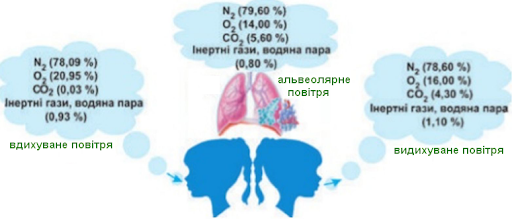 N₂ (79,60 %)
O₂ (14,00 %)
CO₂ (5,60 %)
Інертні гази, водяна пара
(0,80 %)
альвеолярне
повітря
N₂ (78,09 %)
O₂ (20,95 %)
CO₂ (0,03 %)
Інертні гази, водяна пара
(0,93 %)
вдихуване повітря
N₂ (78,60 %)
O₂ (16,00 %)
CO₂ (4,30 %)
Інертні гази, водяна пара
(1,10 %)
видихуване повітря